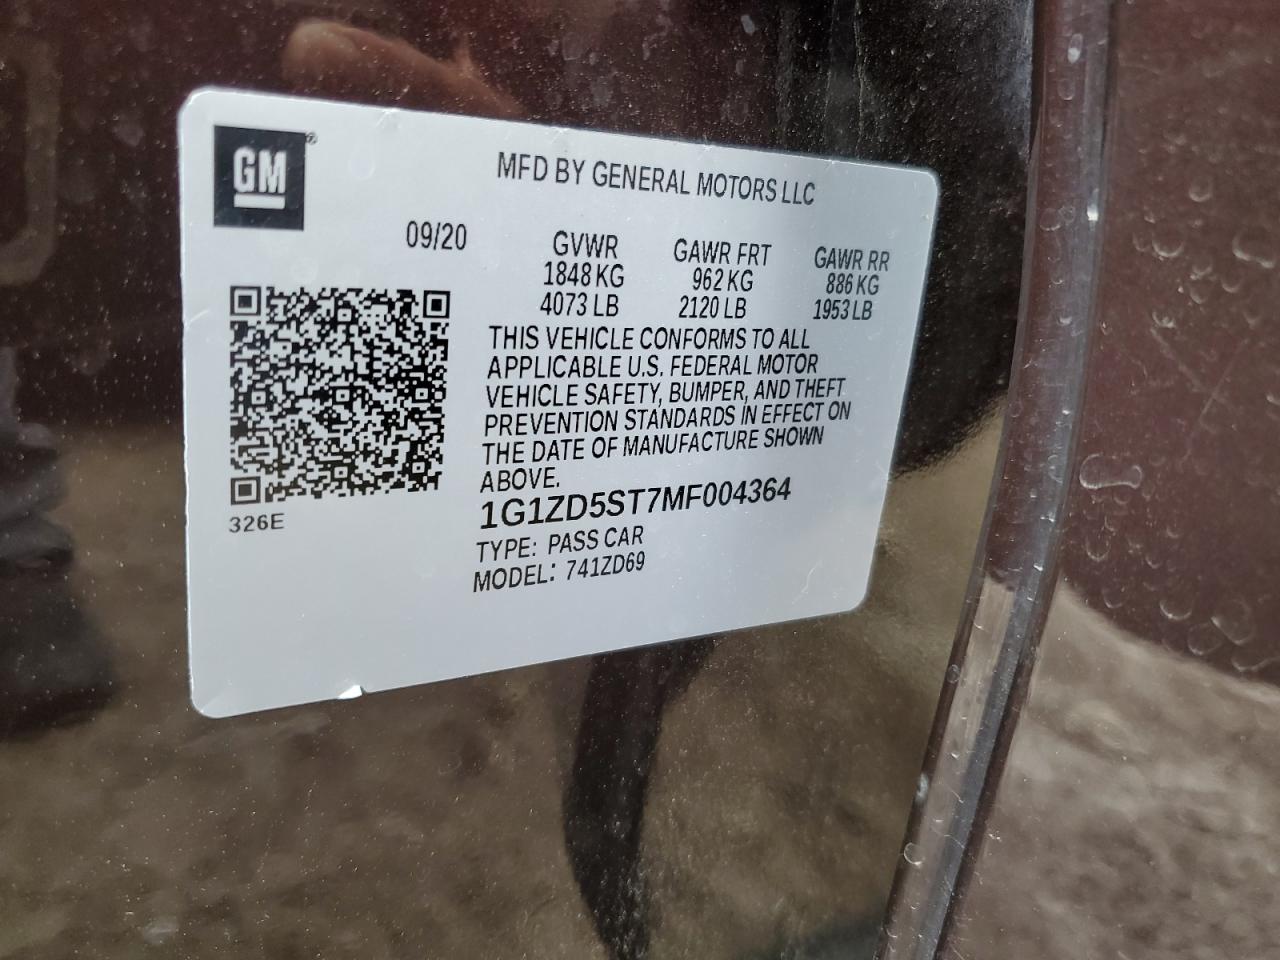 GM®
MFD BY GENERAL MOTORS LLC
09/20
GVWR GAWR FRT GAWR RR
1848 KG 962 KG 886 KG
4073 LB 2120 LB 1953 LB
THIS VEHICLE CONFORMS TO ALL
APPLICABLE U.S. FEDERAL MOTOR
VEHICLE SAFETY, BUMPER, AND THEFT
PREVENTION STANDARDS IN EFFECT ON
THE DATE OF MANUFACTURE SHOWN
ABOVE.
1G1ZD5ST7MF004364
TYPE: PASS CAR
MODEL: 741ZD69
326E